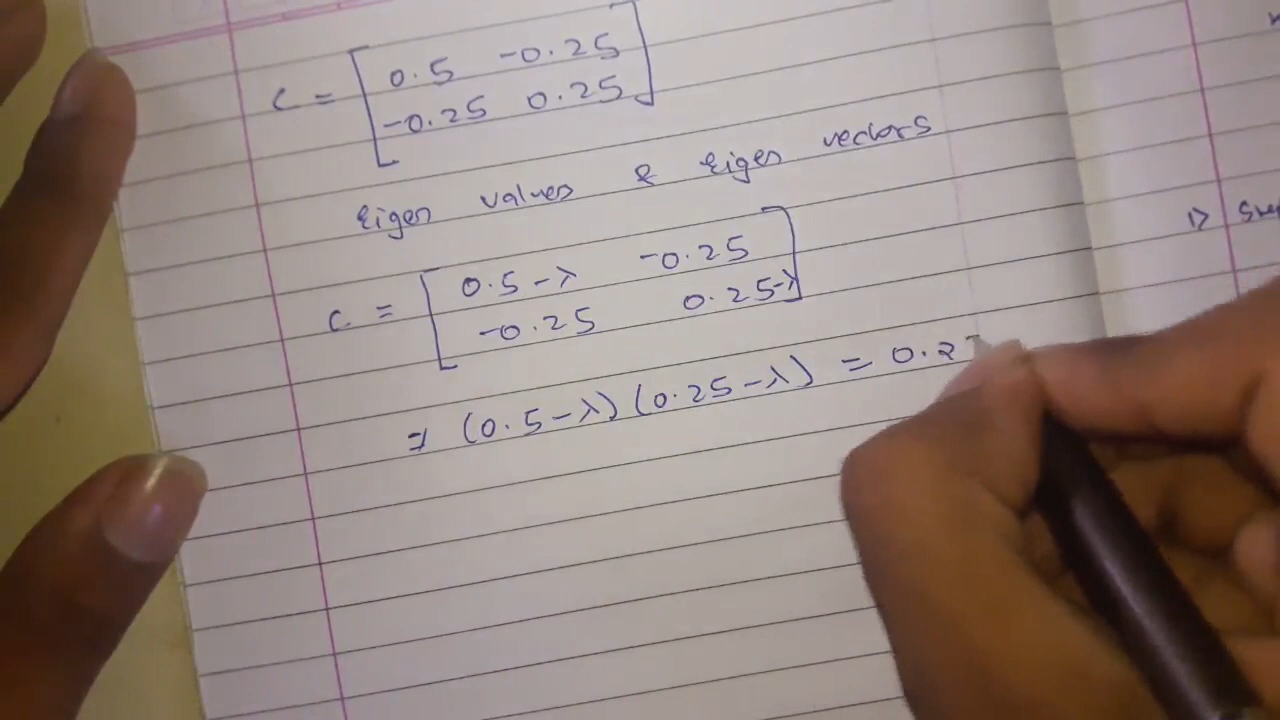 c = [ 0.5 -0.25
-0.25 0.25 ]
Eigen values & Eigen vectors
c = [ 0.5-λ -0.25
-0.25 0.25-λ ]
⇒ (0.5-λ)(0.25-λ) = 0.2
1>